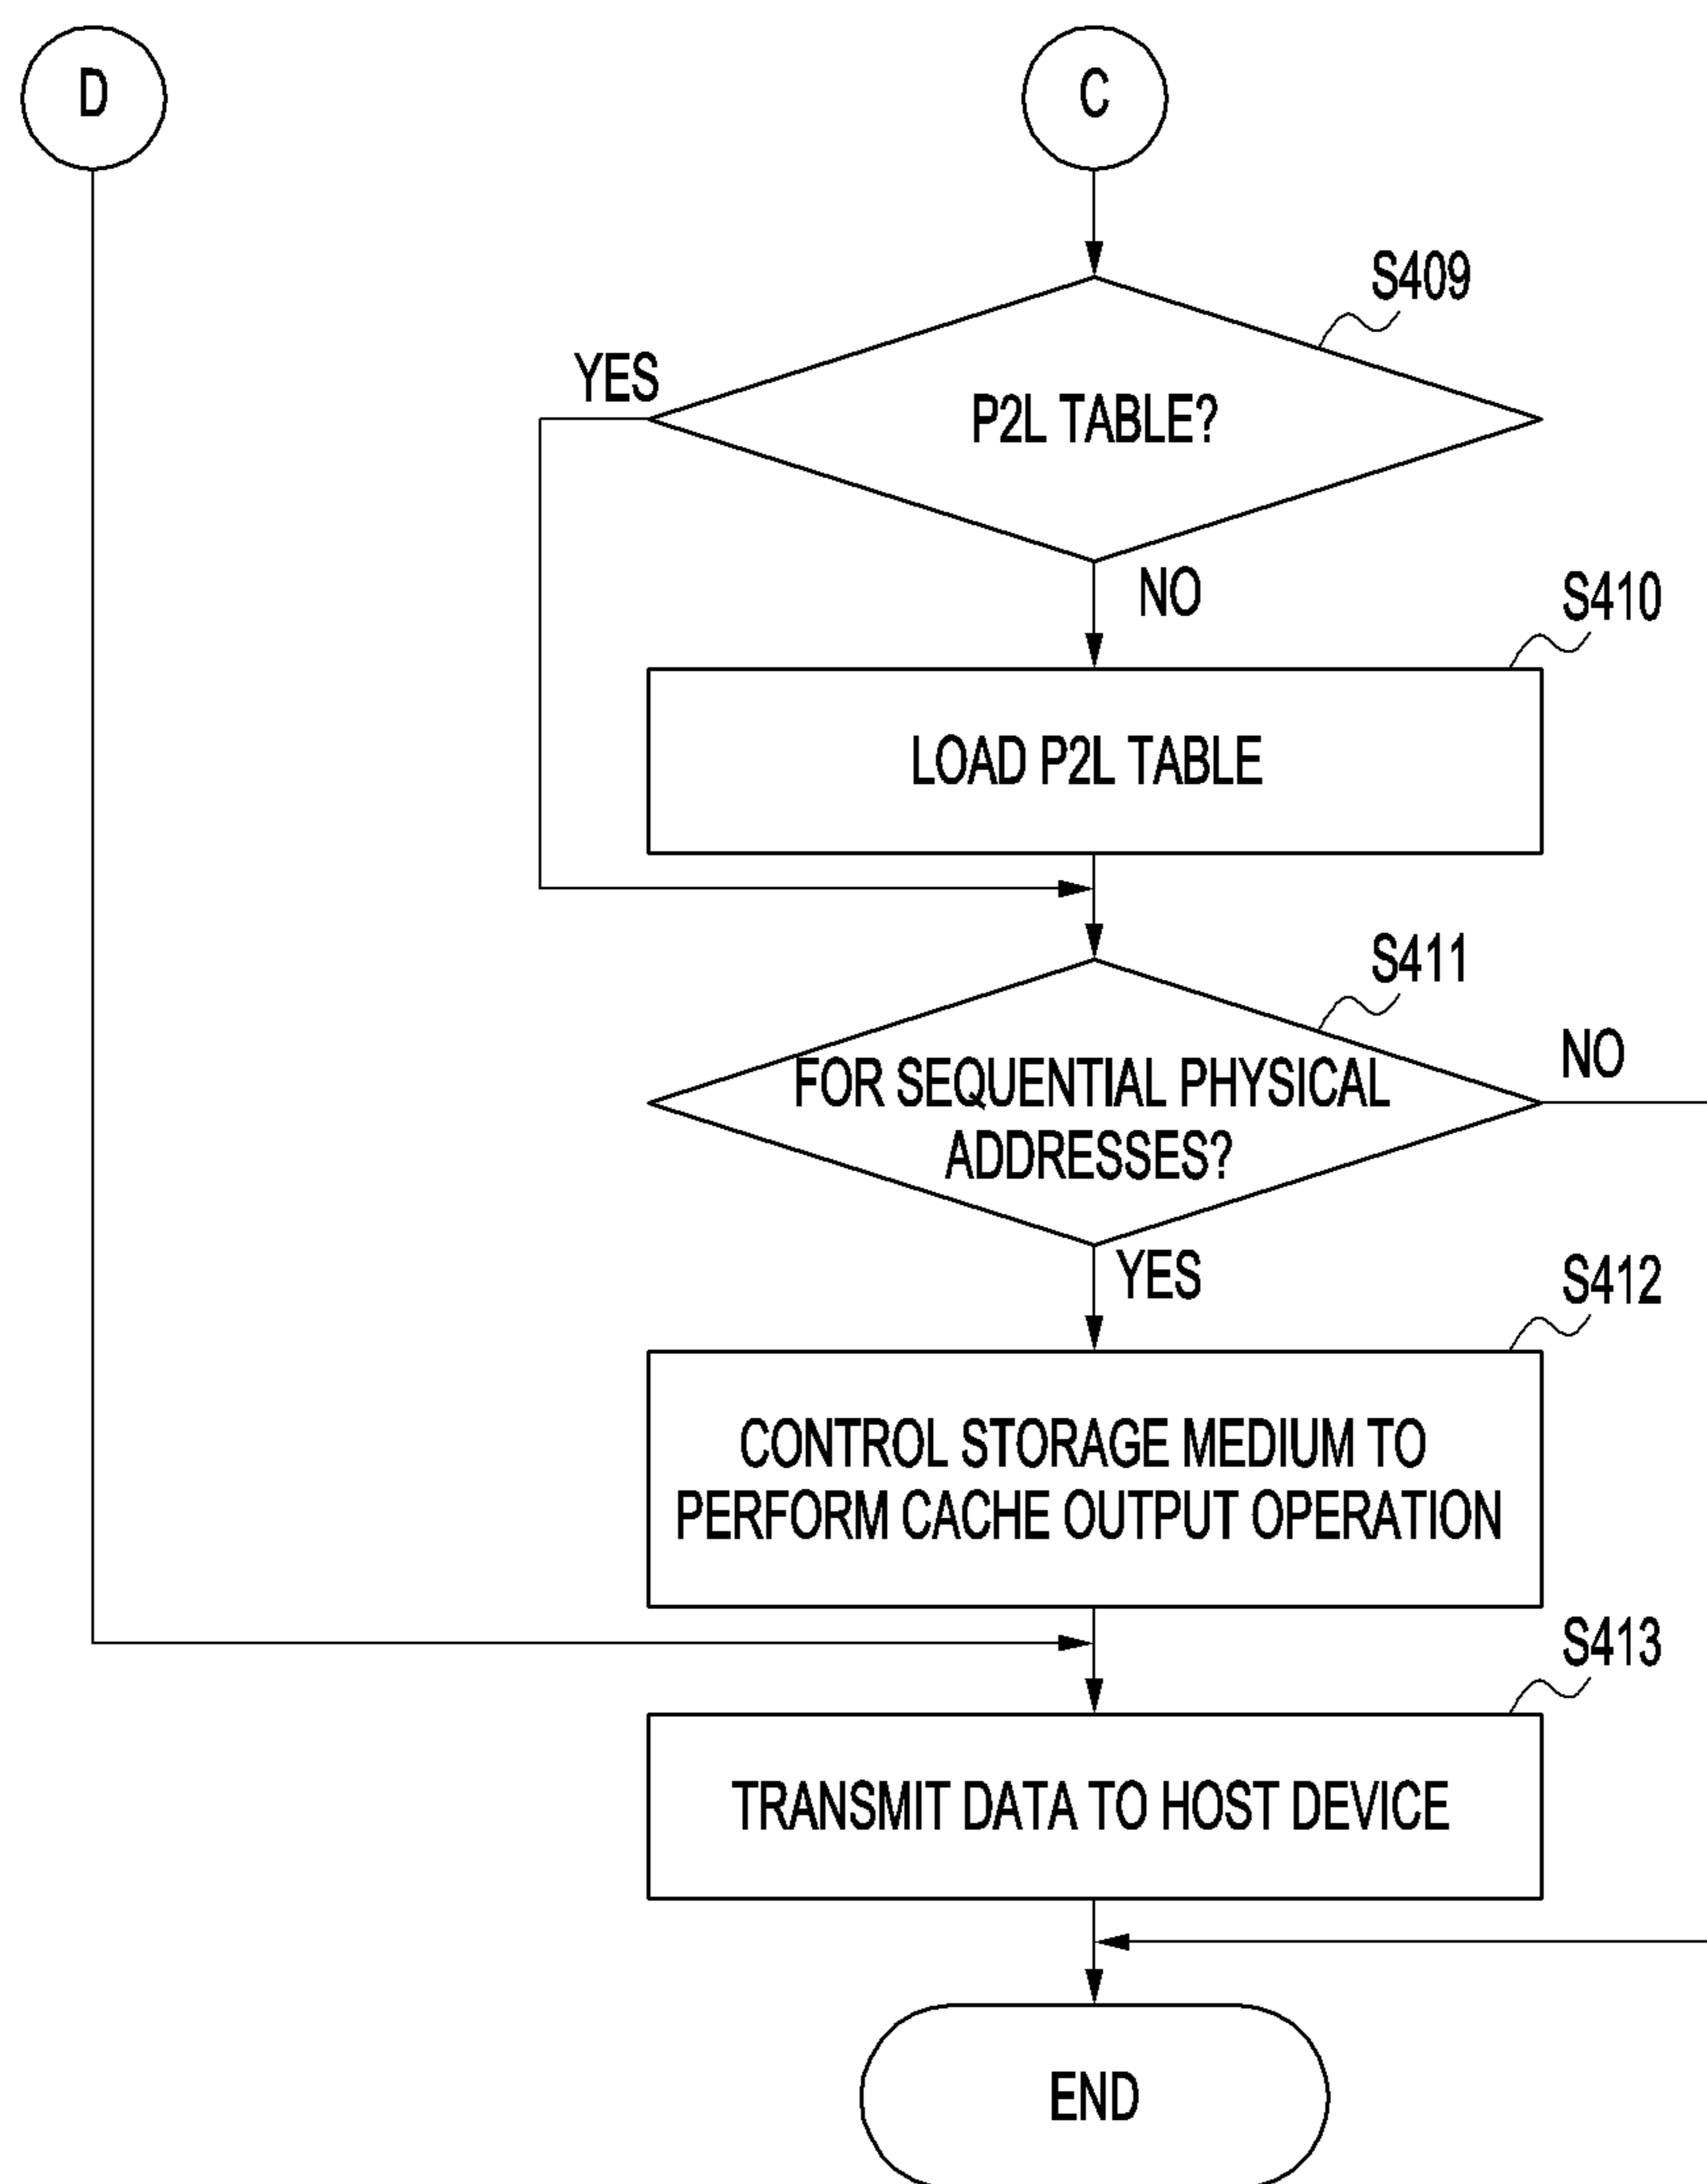 D
C
S409
YES
P2L TABLE?
NO
S410
LOAD P2L TABLE
S411
NO
FOR SEQUENTIAL PHYSICAL
ADDRESSES?
YES
S412
CONTROL STORAGE MEDIUM TO
PERFORM CACHE OUTPUT OPERATION
S413
TRANSMIT DATA TO HOST DEVICE
END